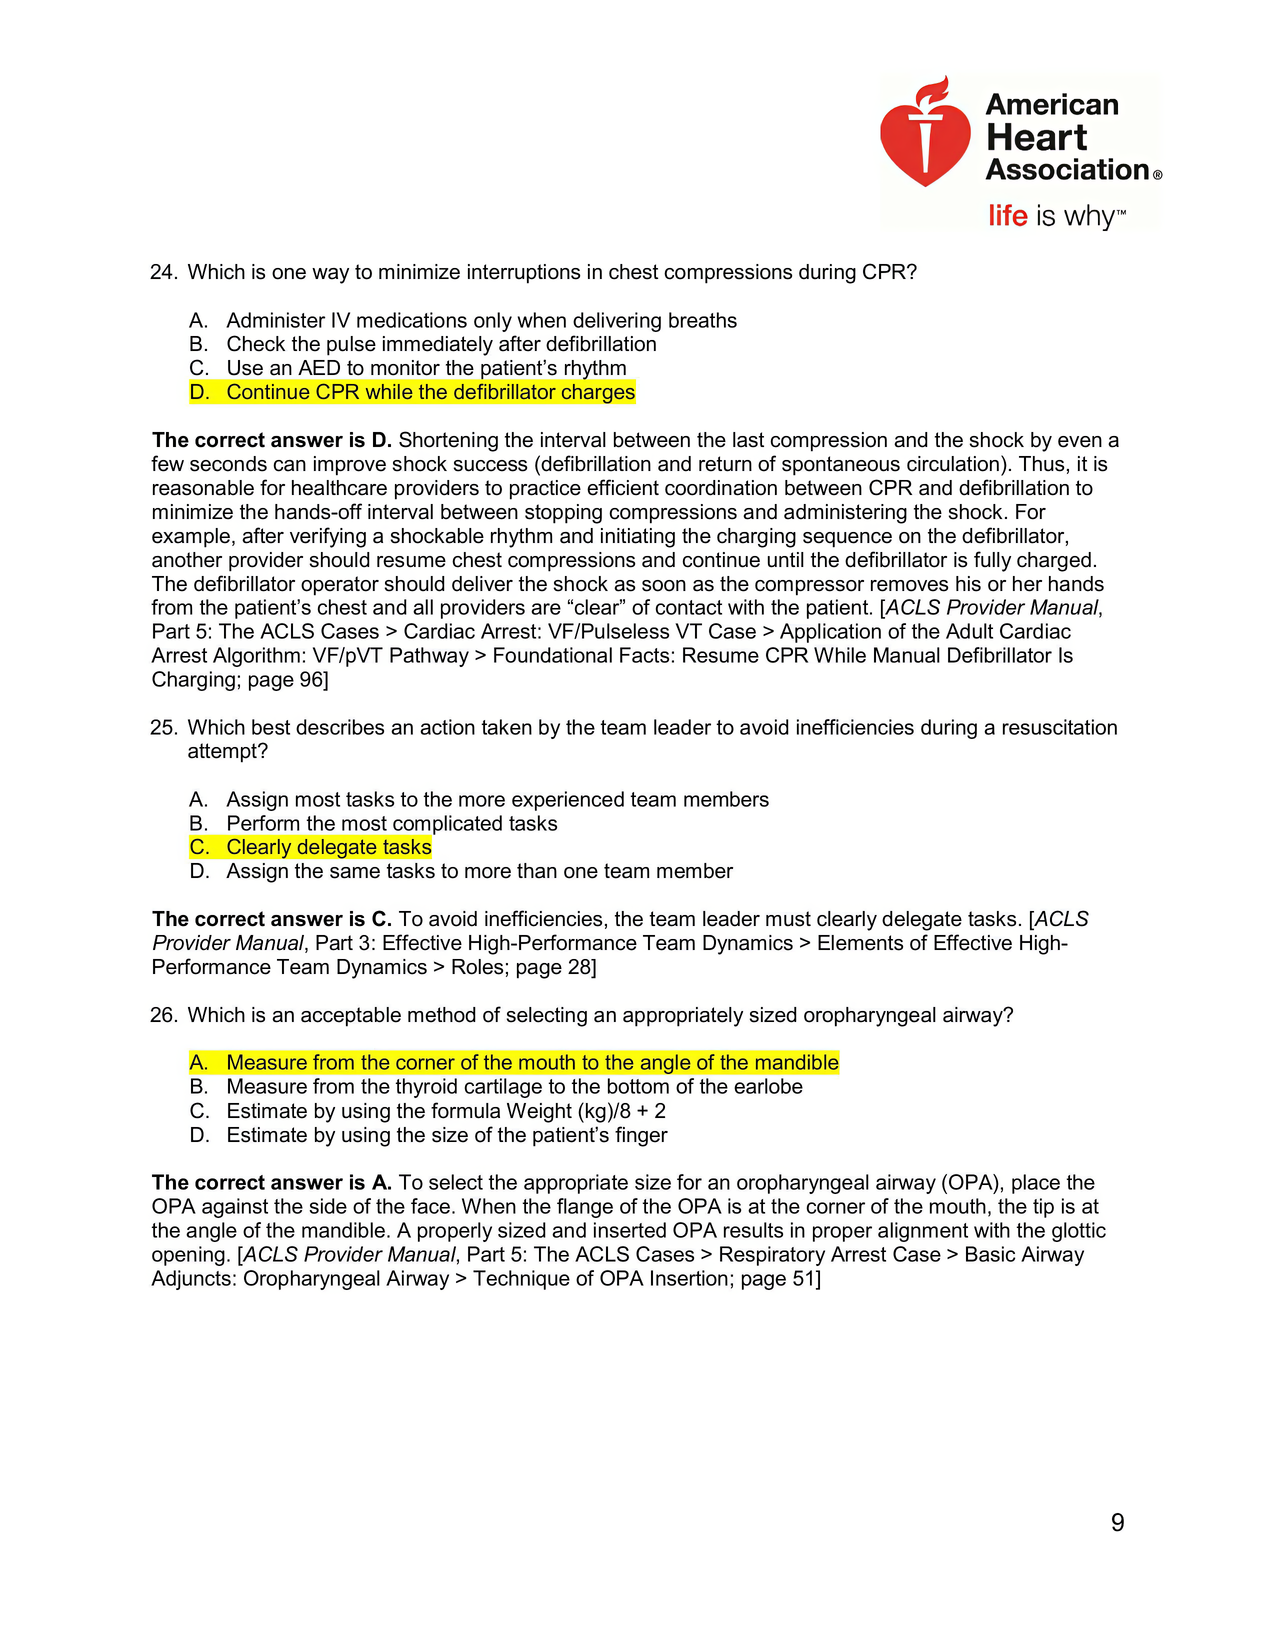 American
Heart
Association®
life is why™
24. Which is one way to minimize interruptions in chest compressions during CPR?
A. Administer IV medications only when delivering breaths
B. Check the pulse immediately after defibrillation
C. Use an AED to monitor the patient’s rhythm
D. Continue CPR while the defibrillator charges
The correct answer is D. Shortening the interval between the last compression and the shock by even a
few seconds can improve shock success (defibrillation and return of spontaneous circulation). Thus, it is
reasonable for healthcare providers to practice efficient coordination between CPR and defibrillation to
minimize the hands-off interval between stopping compressions and administering the shock. For
example, after verifying a shockable rhythm and initiating the charging sequence on the defibrillator,
another provider should resume chest compressions and continue until the defibrillator is fully charged.
The defibrillator operator should deliver the shock as soon as the compressor removes his or her hands
from the patient’s chest and all providers are “clear” of contact with the patient. [ACLS Provider Manual,
Part 5: The ACLS Cases > Cardiac Arrest: VF/Pulseless VT Case > Application of the Adult Cardiac
Arrest Algorithm: VF/pVT Pathway > Foundational Facts: Resume CPR While Manual Defibrillator Is
Charging; page 96]
25. Which best describes an action taken by the team leader to avoid inefficiencies during a resuscitation
attempt?
A. Assign most tasks to the more experienced team members
B. Perform the most complicated tasks
C. Clearly delegate tasks
D. Assign the same tasks to more than one team member
The correct answer is C. To avoid inefficiencies, the team leader must clearly delegate tasks. [ACLS
Provider Manual, Part 3: Effective High-Performance Team Dynamics > Elements of Effective High-
Performance Team Dynamics > Roles; page 28]
26. Which is an acceptable method of selecting an appropriately sized oropharyngeal airway?
A. Measure from the corner of the mouth to the angle of the mandible
B. Measure from the thyroid cartilage to the bottom of the earlobe
C. Estimate by using the formula Weight (kg)/8 + 2
D. Estimate by using the size of the patient’s finger
The correct answer is A. To select the appropriate size for an oropharyngeal airway (OPA), place the
OPA against the side of the face. When the flange of the OPA is at the corner of the mouth, the tip is at
the angle of the mandible. A properly sized and inserted OPA results in proper alignment with the glottic
opening. [ACLS Provider Manual, Part 5: The ACLS Cases > Respiratory Arrest Case > Basic Airway
Adjuncts: Oropharyngeal Airway > Technique of OPA Insertion; page 51]
9